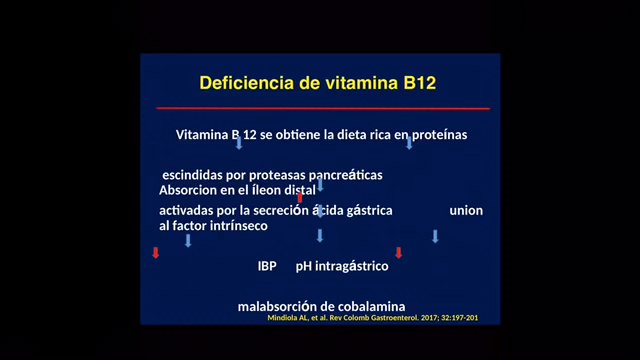 Deficiencia de vitamina B12
Vitamina B 12 se obtiene la dieta rica en proteínas
escindidas por proteasas pancreáticas
Absorcion en el íleon distal
activadas por la secreción ácida gástrica union
al factor intrínseco
IBP pH intragástrico
malabsorción de cobalamina
Mindiola AL, et al. Rev Colomb Gastroenterol. 2017; 32:197-201